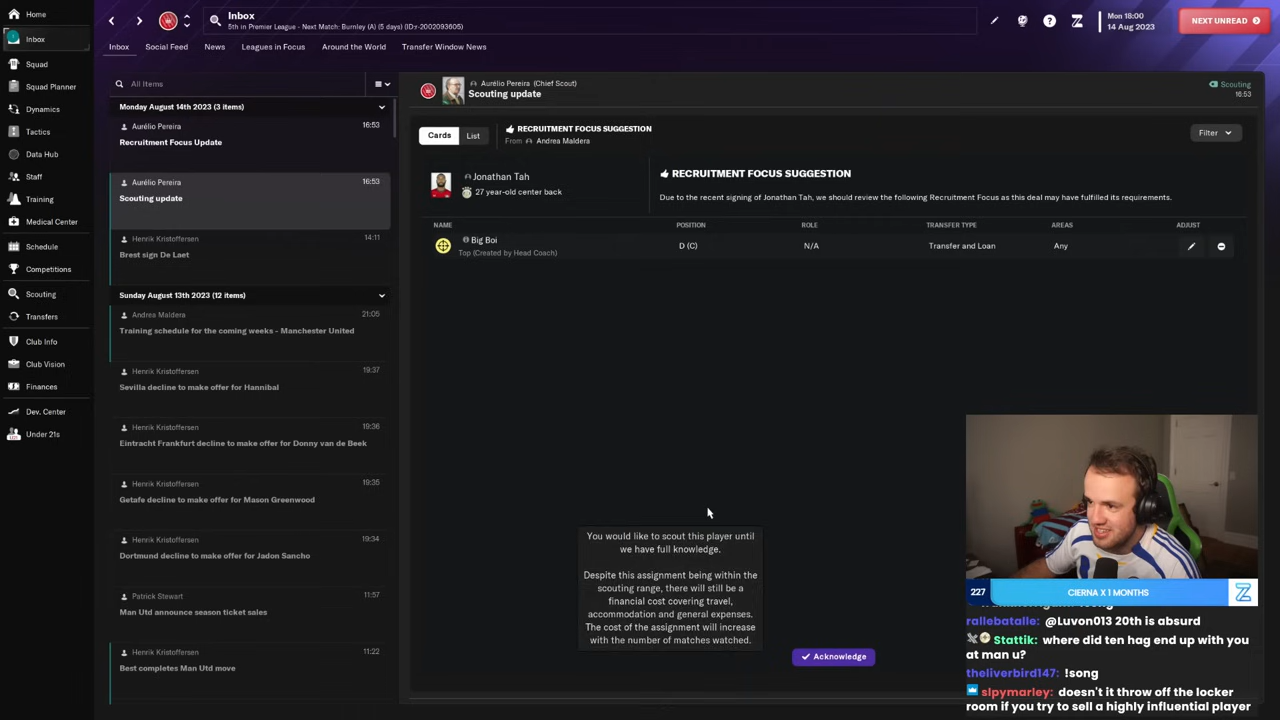 Home
Inbox
Squad
Squad Planner
Dynamics
Tactics
Data Hub
Staff
Training
Medical Center
Schedule
Competitions
Scouting
Transfers
Club Info
Club Vision
Finances
Dev. Center
Under 21s
Inbox
5th in Premier League - Next Match: Burnley (A) (5 days) (ID:r-2002093605)
Mon 18:00
14 Aug 2023
NEXT UNREAD
Inbox
Social Feed
News
Leagues in Focus
Around the World
Transfer Window News
All Items
Monday August 14th 2023 (3 items)
Aurélio Pereira 16:53
Recruitment Focus Update
Aurélio Pereira 16:53
Scouting update
Henrik Kristoffersen 14:11
Brest sign De Laet
Sunday August 13th 2023 (12 items)
Andrea Maldera 21:05
Training schedule for the coming weeks - Manchester United
Henrik Kristoffersen 19:37
Sevilla decline to make offer for Hannibal
Henrik Kristoffersen 19:36
Eintracht Frankfurt decline to make offer for Donny van de Beek
Henrik Kristoffersen 19:35
Getafe decline to make offer for Mason Greenwood
Henrik Kristoffersen 19:34
Dortmund decline to make offer for Jadon Sancho
Patrick Stewart 11:57
Man Utd announce season ticket sales
Henrik Kristoffersen 11:22
Best completes Man Utd move
Aurélio Pereira (Chief Scout)
Scouting update
Scouting
16:53
Cards
List
RECRUITMENT FOCUS SUGGESTION
From Andrea Maldera
Filter
Jonathan Tah
27 year-old center back
RECRUITMENT FOCUS SUGGESTION
Due to the recent signing of Jonathan Tah, we should review the following Recruitment Focus as this deal may have fulfilled its requirements.
NAME POSITION ROLE TRANSFER TYPE AREAS ADJUST
Big Boi D (C) N/A Transfer and Loan Any
Top (Created by Head Coach)
You would like to scout this player until
we have full knowledge.
Despite this assignment being within the
scouting range, there will still be a
financial cost covering travel,
accommodation and general expenses.
The cost of the assignment will increase
with the number of matches watched.
Acknowledge
227 CIERNA X 1 MONTHS
rallebatalle: @Luvon013 20th is absurd
Stattik: where did ten hag end up with you
at man u?
theliverbird147: !song
slpymarley: doesn't it throw off the locker
room if you try to sell a highly influential player